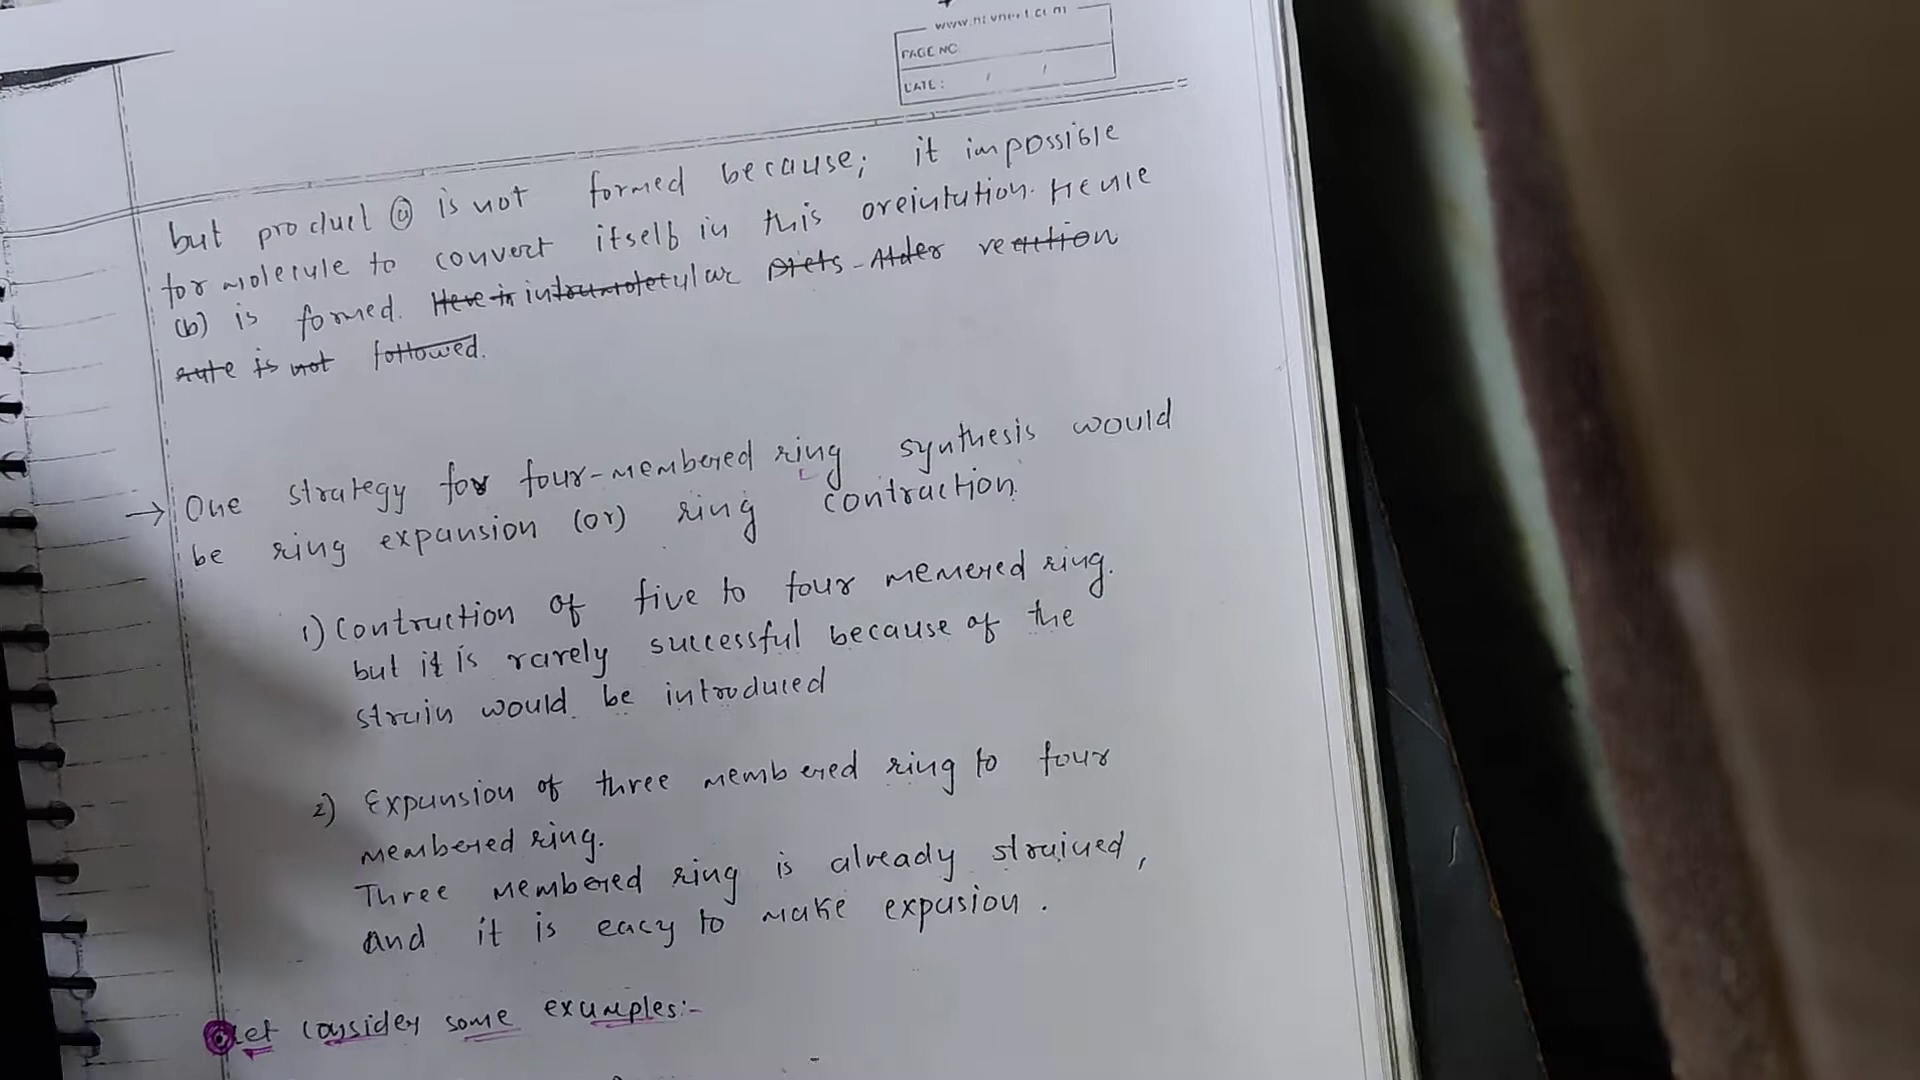 PAGE NO
DATE: / /
but product ⓐ is not formed because; it impossible
for molecule to convert itself in this oreintution. Hence
(b) is formed. Here in intramolecular Diels-Alder reaction
rule is not followed.
→ One strategy for four-membered ring synthesis would
be ring expansion (or) ring contraction.
1) Contruction of five to four memered ring.
but it is rarely successful because of the
strain would be introduced
2) Expansion of three membered ring to four
membered ring.
Three membered ring is already strained,
and it is eacy to make expusion.
Let consider some examples:-